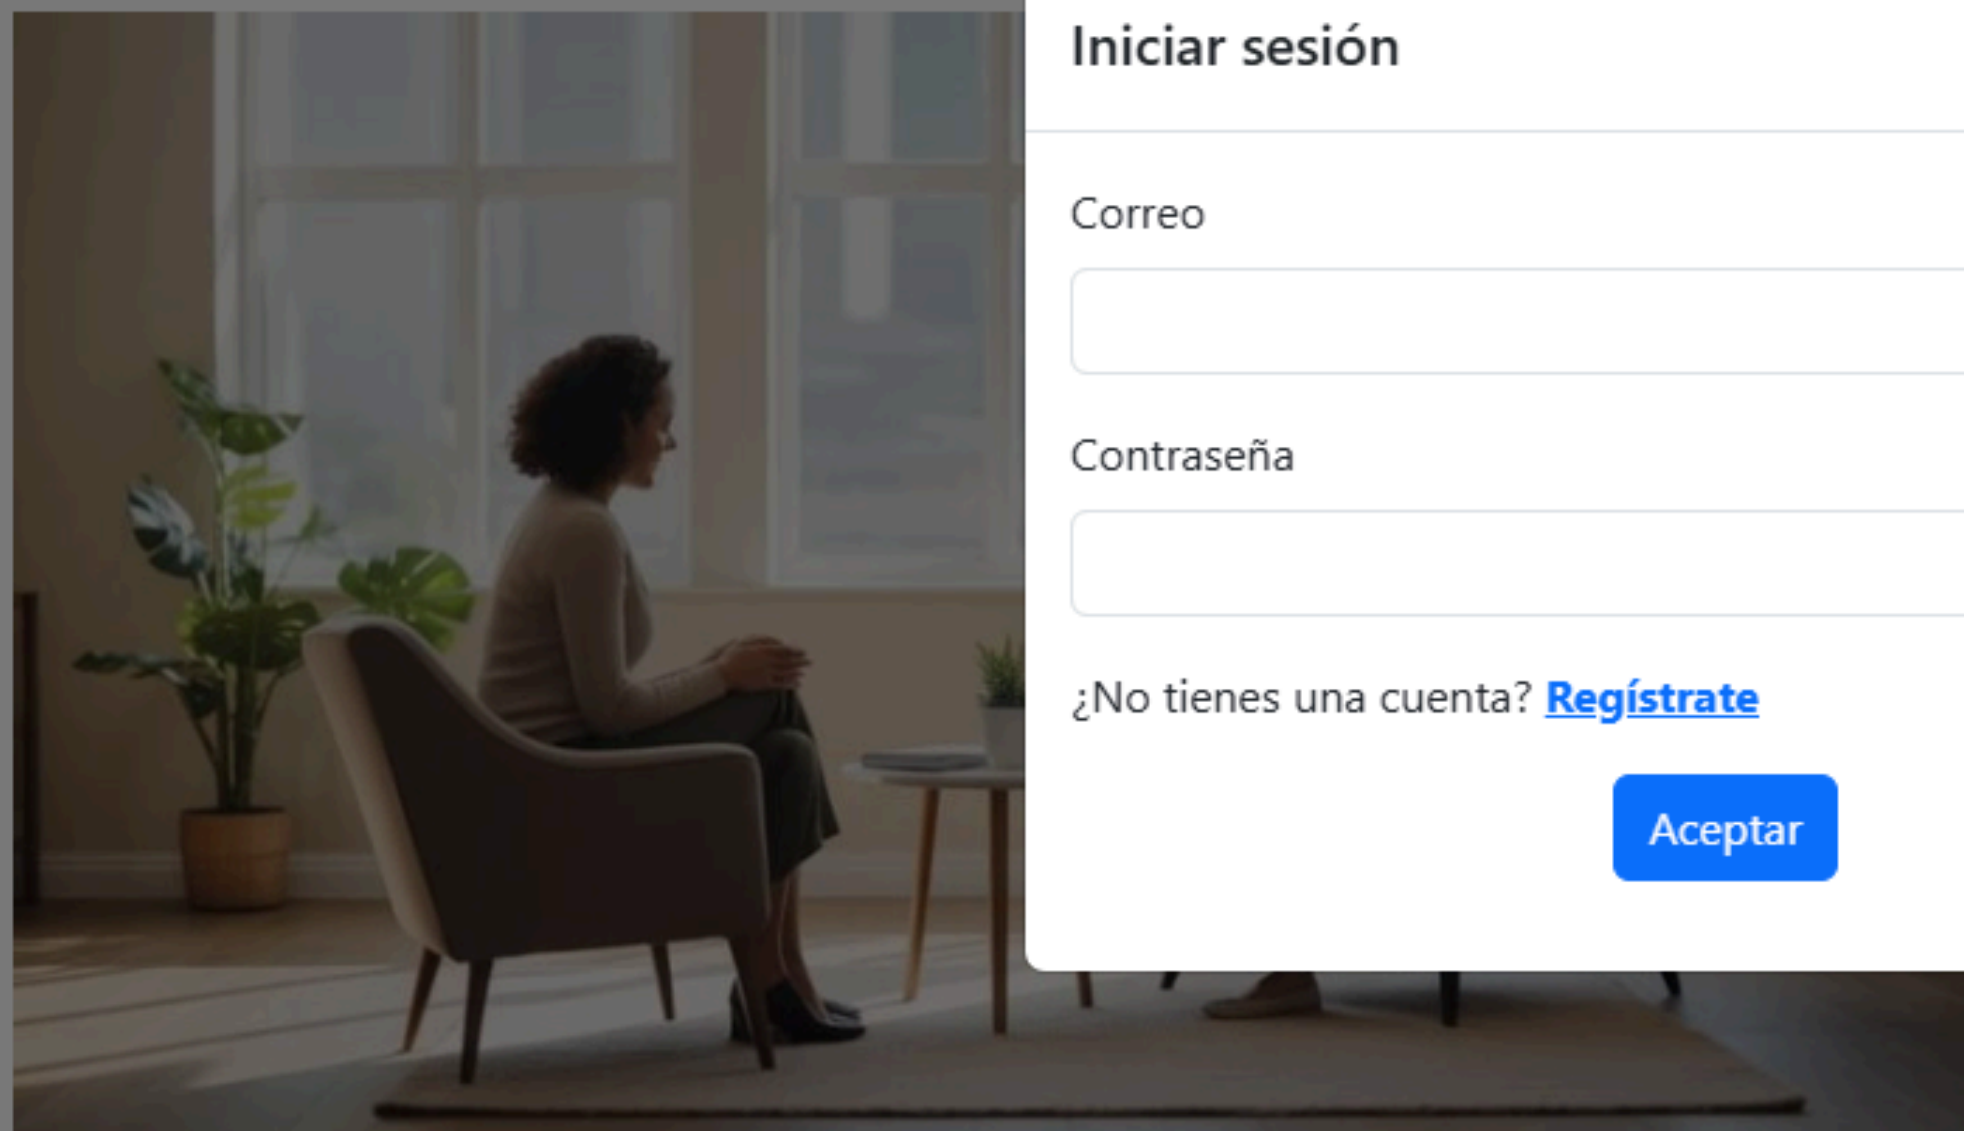 Iniciar sesión
Correo
Contraseña
¿No tienes una cuenta? Regístrate
Aceptar